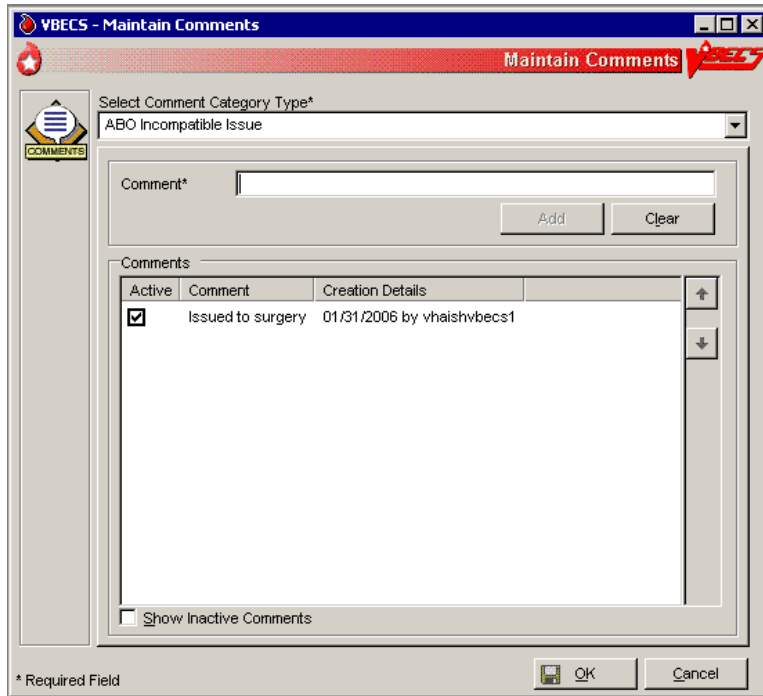 VBECS - Maintain Comments
Maintain Comments VBECS
Select Comment Category Type*
ABO Incompatible Issue
COMMENTS
Comment*
Add Clear
Comments
Active Comment Creation Details
Issued to surgery 01/31/2006 by vhaishvbecs1
Show Inactive Comments
* Required Field OK Cancel